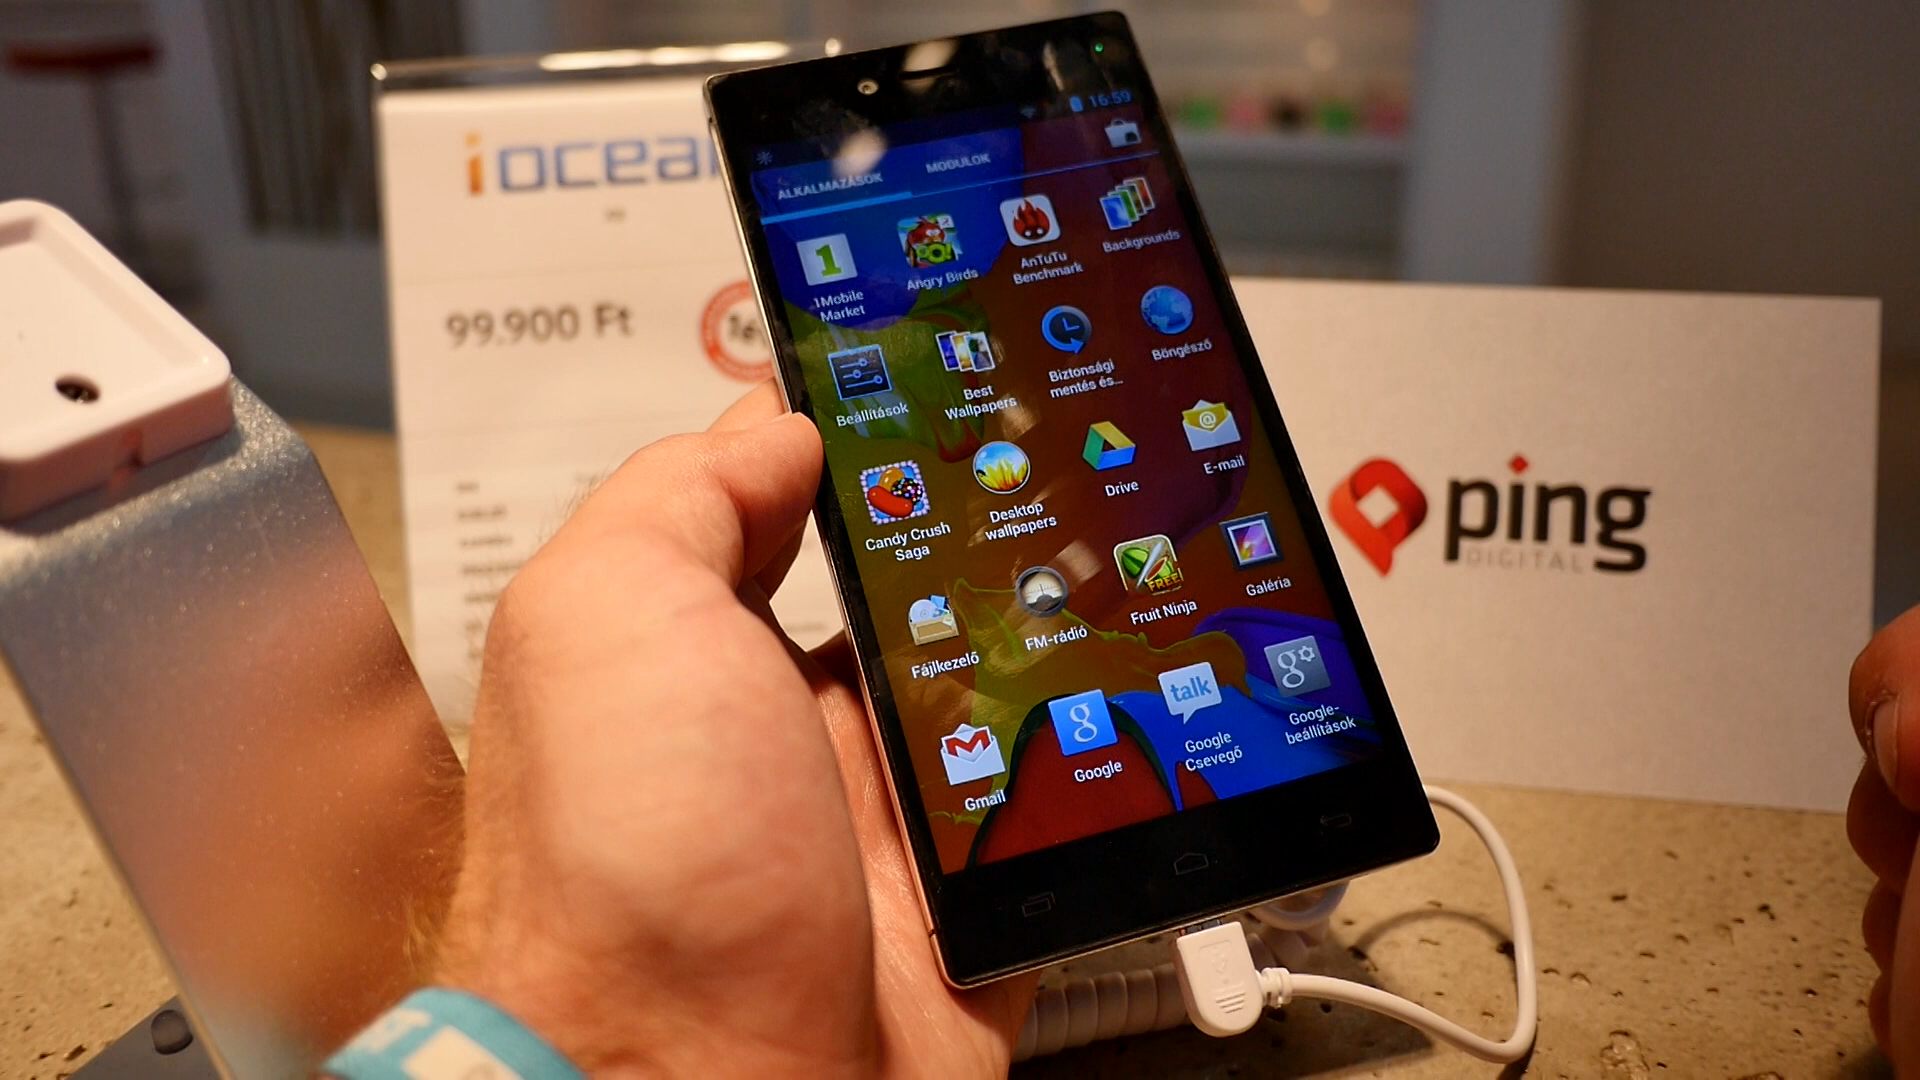 iocea
99.900 Ft
16:59
ALKALMAZÁSOK
MODULOK
1Mobile
Market
Angry Birds
GO!
AnTuTu
Benchmark
Backgrounds
Beállítások
Best
Wallpapers
Biztonsági
mentés és...
Böngésző
Candy Crush
Saga
Desktop
wallpapers
Drive
E-mail
Fájlkezelő
FM-rádió
FREE!
Fruit Ninja
Galéria
Gmail
g
Google
talk
Google
Csevegő
g
Google-
beállítások
ping
DIGITAL